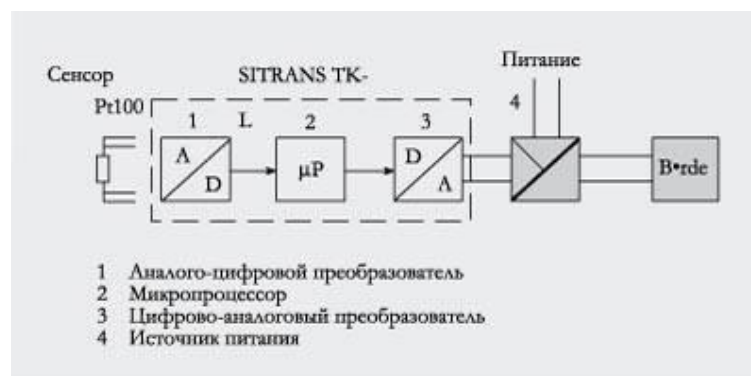 Питание
Сенсор SITRANS TK-
Pt100 1 L 2 3 4
A D µP D A B•rde
1 Аналого-цифровой преобразователь
2 Микропроцессор
3 Цифрово-аналоговый преобразователь
4 Источник питания